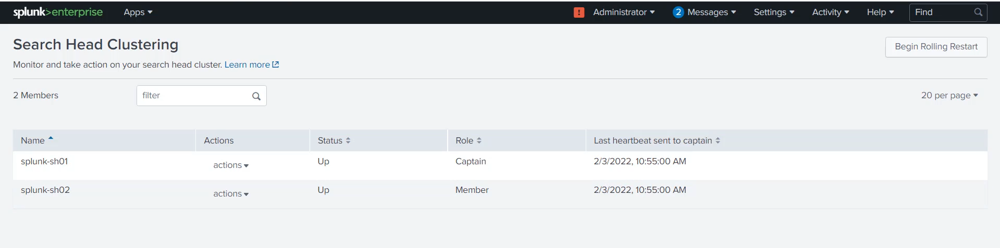 splunk>enterprise Apps ! Administrator 2 Messages Settings Activity Help Find
Search Head Clustering
Begin Rolling Restart
Monitor and take action on your search head cluster. Learn more
2 Members filter 20 per page
Name Actions Status Role Last heartbeat sent to captain
splunk-sh01 actions Up Captain 2/3/2022, 10:55:00 AM
splunk-sh02 actions Up Member 2/3/2022, 10:55:00 AM